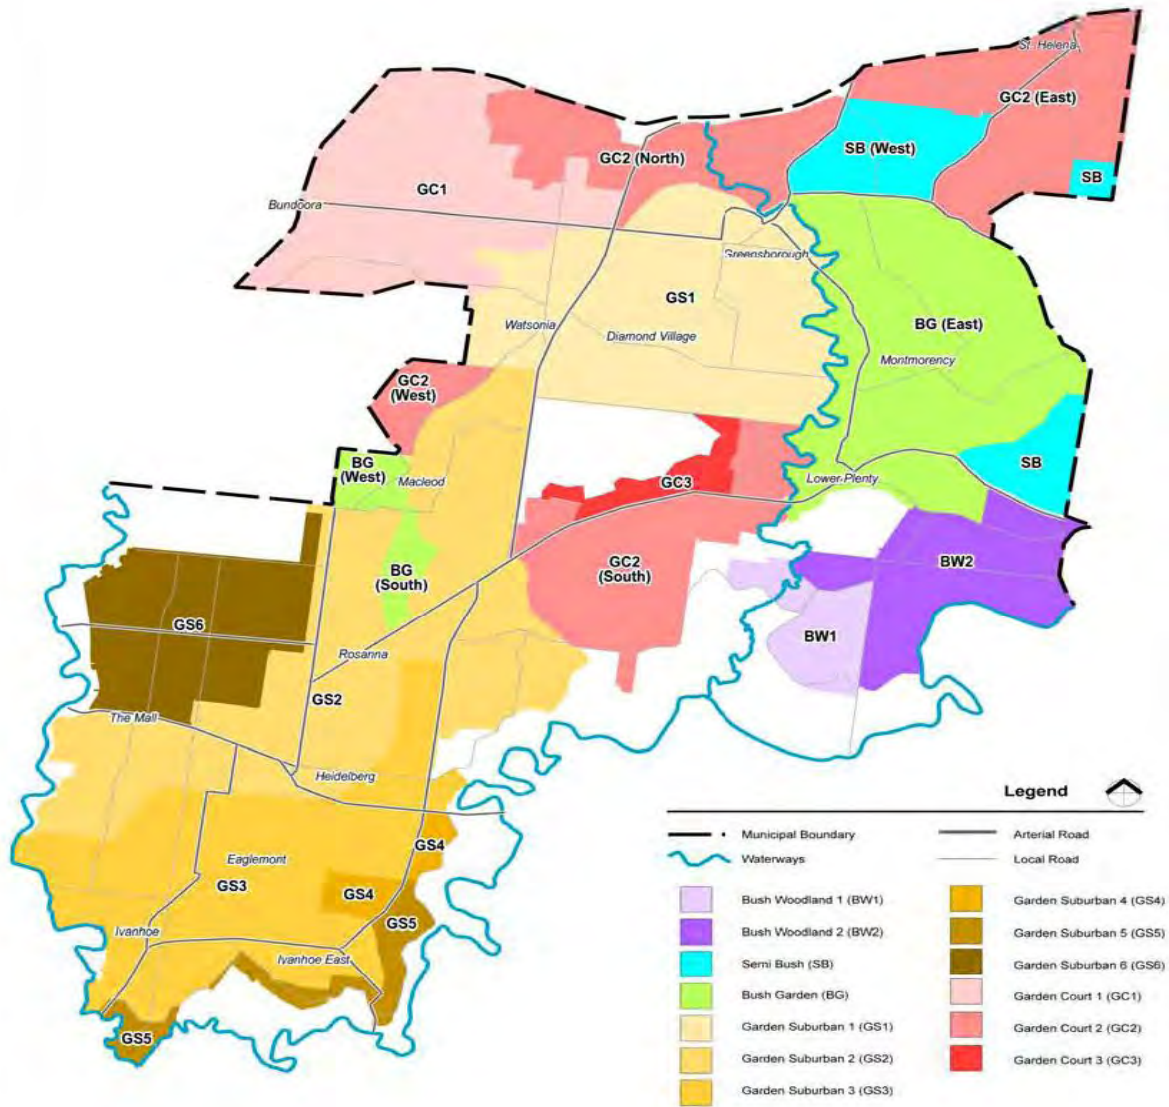 St. Helena
GC2 (East)
SB (West)
GC2 (North)
SB
GC1
Bundoora
Greensborough
GS1
BG (East)
Watsonia
Diamond Village
Montmorency
GC2
(West)
BG
(West)
Macleod
SB
GC3
Lower Plenty
BG
(South)
GC2
(South)
BW2
GS6
BW1
Rosanna
GS2
The Mall
Heidelberg
GS4
Eaglemont
GS3
GS4
GS5
Ivanhoe
Ivanhoe East
GS5
Legend
Municipal Boundary
Arterial Road
Waterways
Local Road
Bush Woodland 1 (BW1)
Garden Suburban 4 (GS4)
Bush Woodland 2 (BW2)
Garden Suburban 5 (GS5)
Semi Bush (SB)
Garden Suburban 6 (GS6)
Bush Garden (BG)
Garden Court 1 (GC1)
Garden Suburban 1 (GS1)
Garden Court 2 (GC2)
Garden Suburban 2 (GS2)
Garden Court 3 (GC3)
Garden Suburban 3 (GS3)